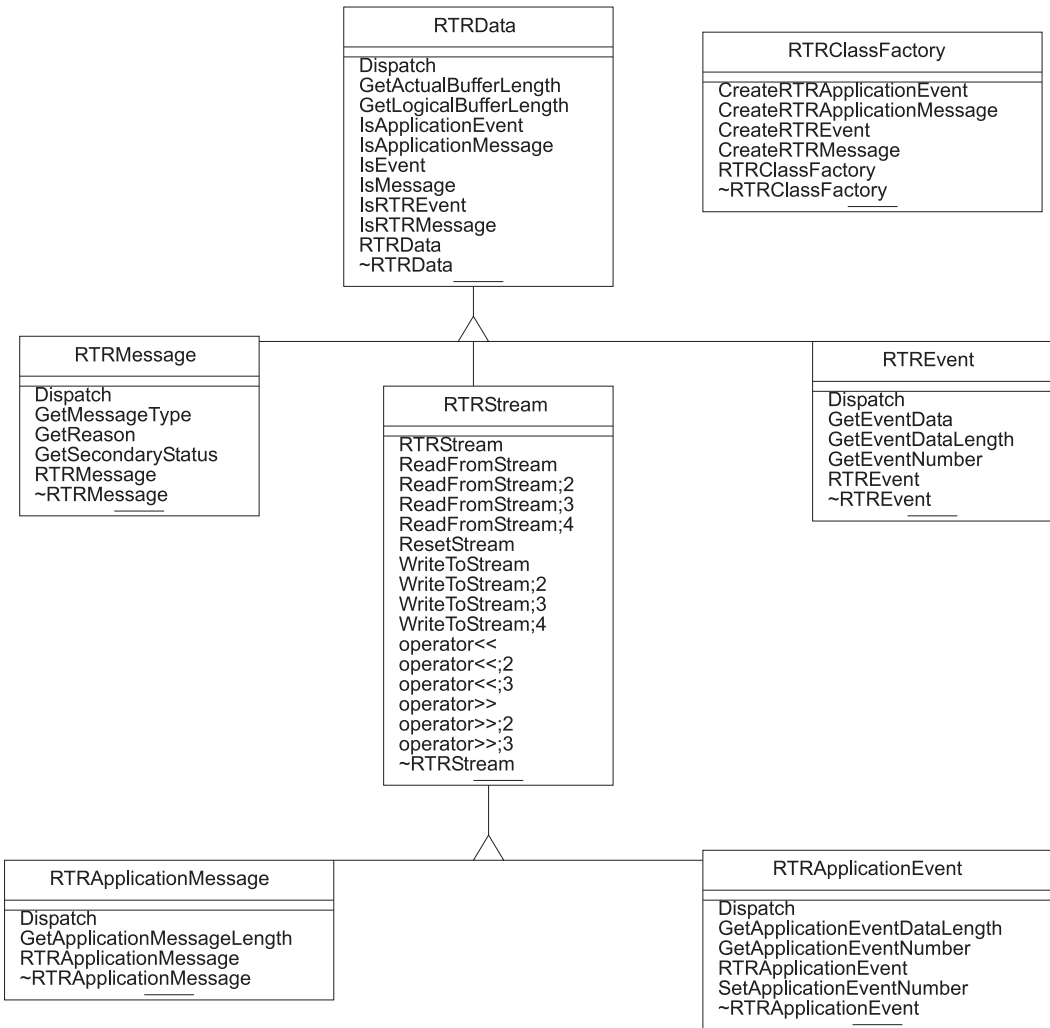 RTRData
Dispatch
GetActualBufferLength
GetLogicalBufferLength
IsApplicationEvent
IsApplicationMessage
IsEvent
IsMessage
IsRTREvent
IsRTRMessage
RTRData
~RTRData
RTRClassFactory
CreateRTRApplicationEvent
CreateRTRApplicationMessage
CreateRTREvent
CreateRTRMessage
RTRClassFactory
~RTRClassFactory
RTRMessage
Dispatch
GetMessageType
GetReason
GetSecondaryStatus
RTRMessage
~RTRMessage
RTRStream
RTRStream
ReadFromStream
ReadFromStream;2
ReadFromStream;3
ReadFromStream;4
ResetStream
WriteToStream
WriteToStream;2
WriteToStream;3
WriteToStream;4
operator<<
operator<<;2
operator<<;3
operator>>
operator>>;2
operator>>;3
~RTRStream
RTREvent
Dispatch
GetEventData
GetEventDataLength
GetEventNumber
RTREvent
~RTREvent
RTRApplicationMessage
Dispatch
GetApplicationMessageLength
RTRApplicationMessage
~RTRApplicationMessage
RTRApplicationEvent
Dispatch
GetApplicationEventDataLength
GetApplicationEventNumber
RTRApplicationEvent
SetApplicationEventNumber
~RTRApplicationEvent